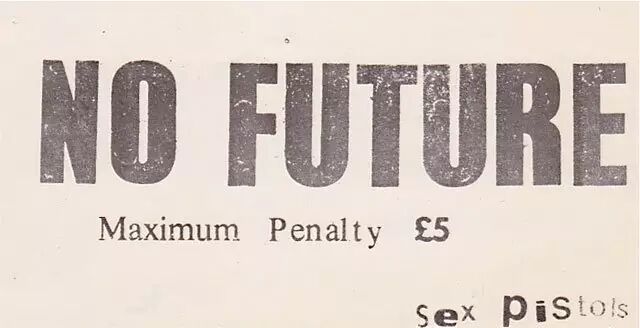 NO FUTURE
Maximum Penalty £5
sex pistols